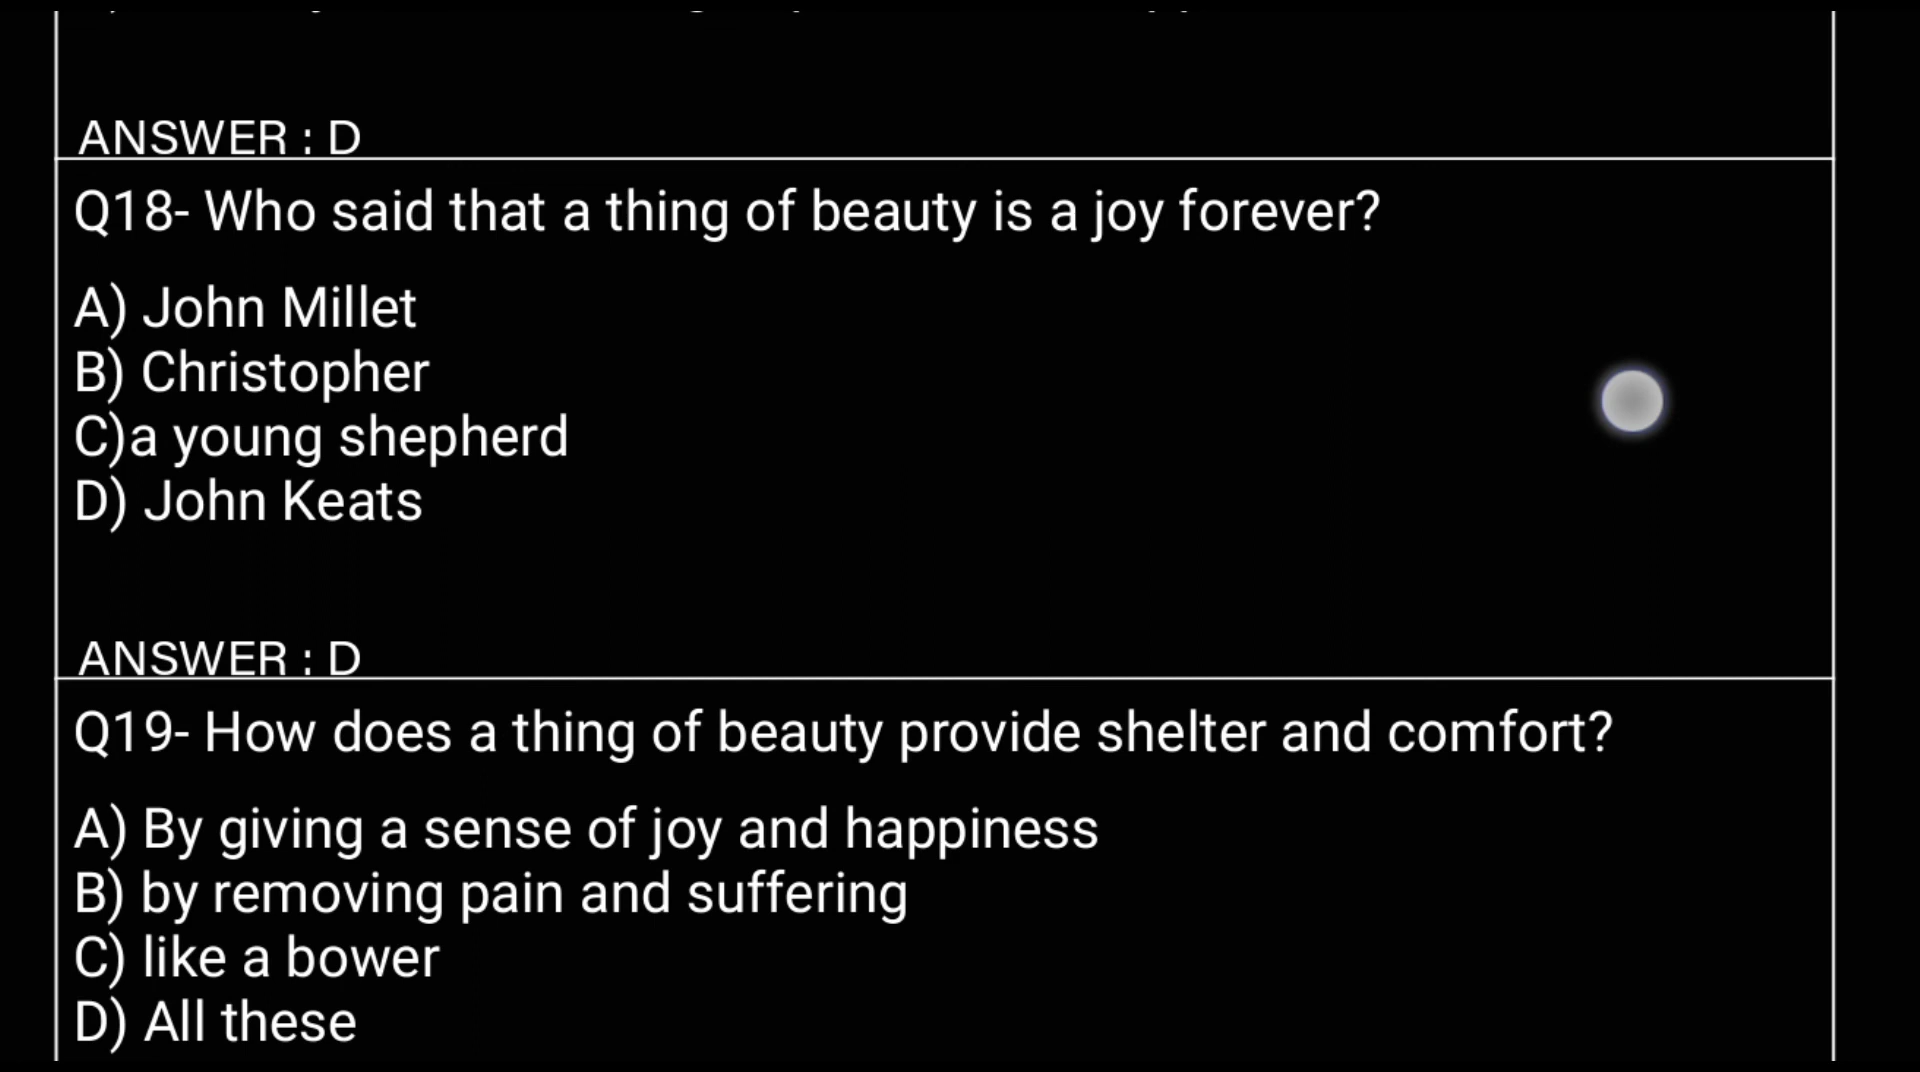 ANSWER : D
Q18- Who said that a thing of beauty is a joy forever?
A) John Millet
B) Christopher
C)a young shepherd
D) John Keats
ANSWER : D
Q19- How does a thing of beauty provide shelter and comfort?
A) By giving a sense of joy and happiness
B) by removing pain and suffering
C) like a bower
D) All these